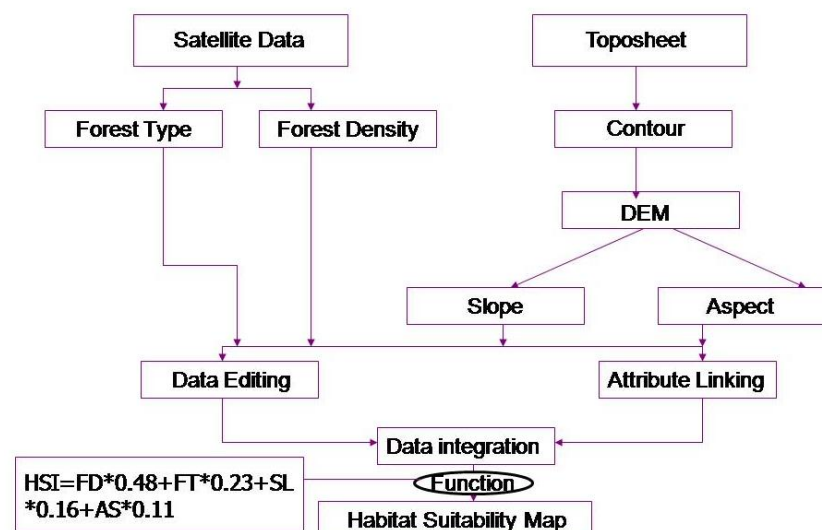 Satellite Data
Toposheet
Forest Type
Forest Density
Contour
DEM
Slope
Aspect
Data Editing
Attribute Linking
Data integration
HSI=FD*0.48+FT*0.23+SL
*0.16+AS*0.11
Function
Habitat Suitability Map